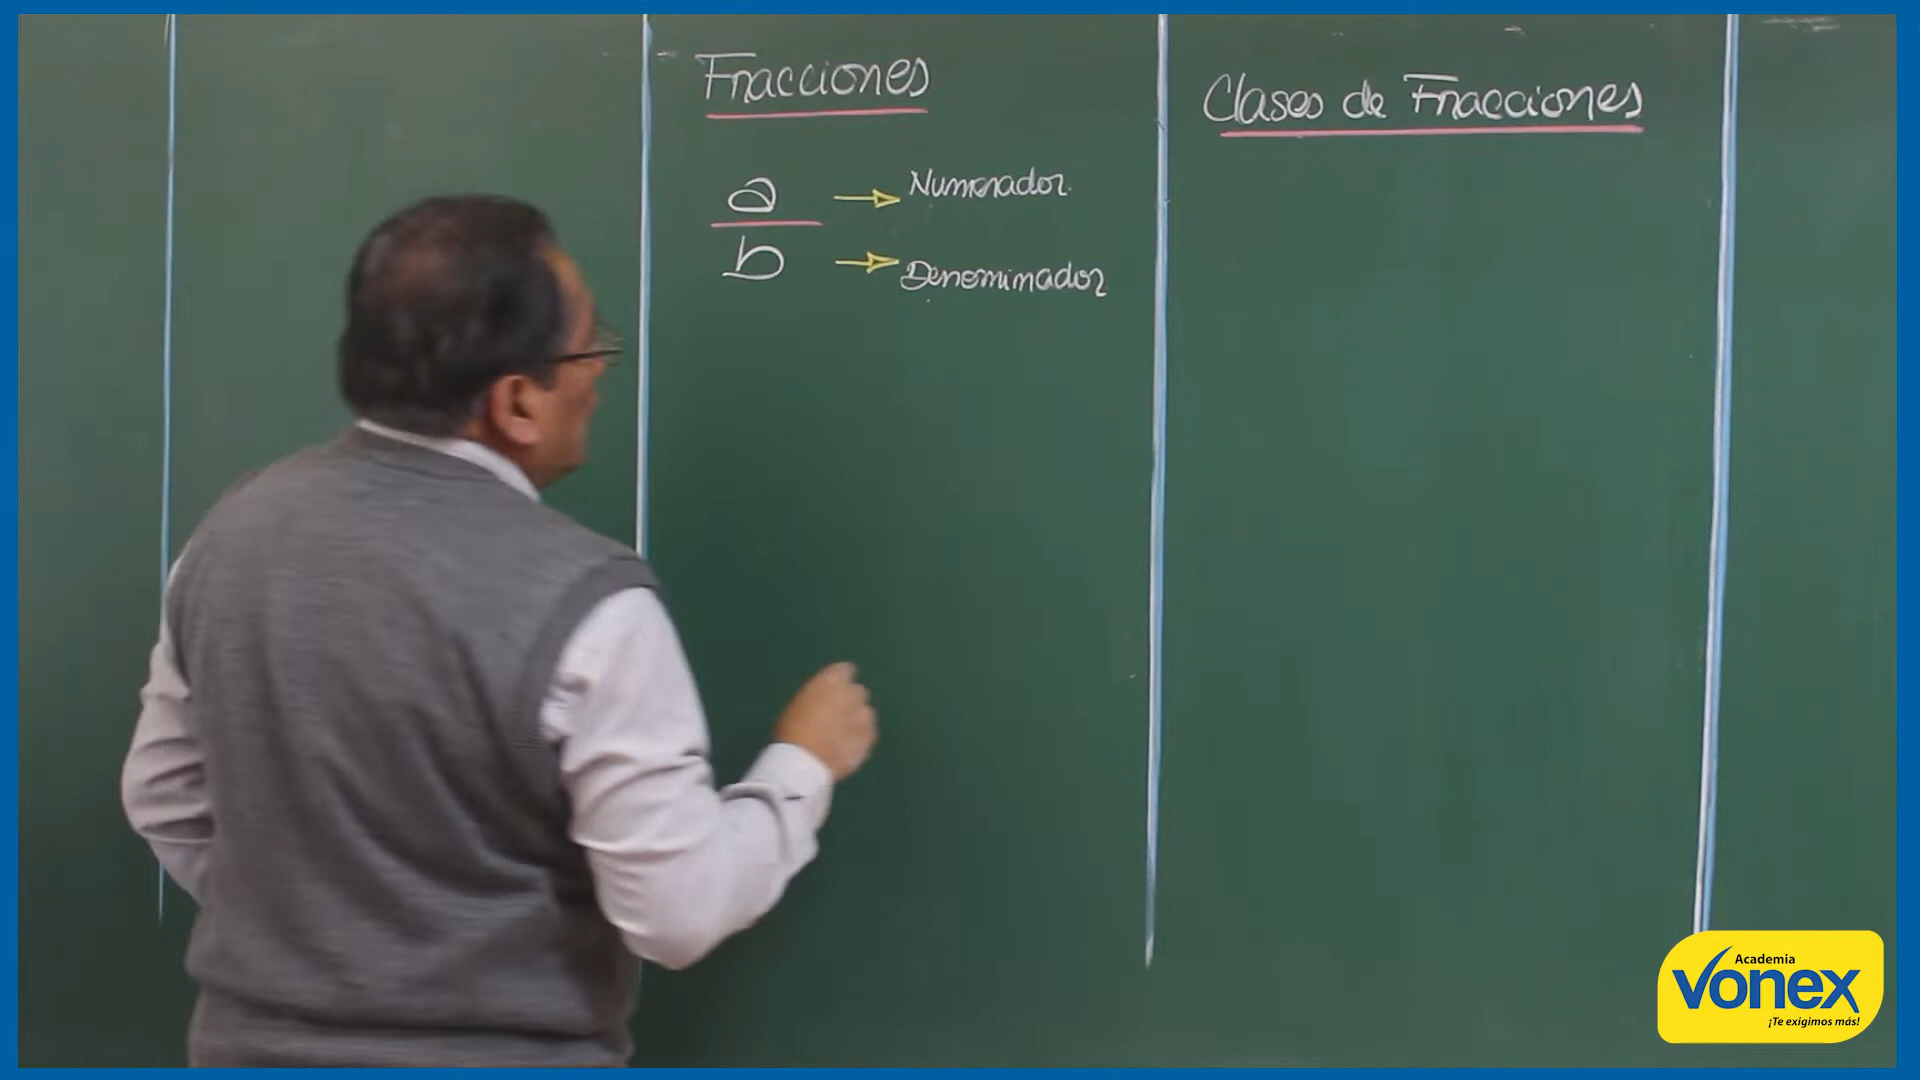 Fracciones
a → Numerador
b → Denominador
Clases de Fracciones
Academia
vonex
¡Te exigimos más!